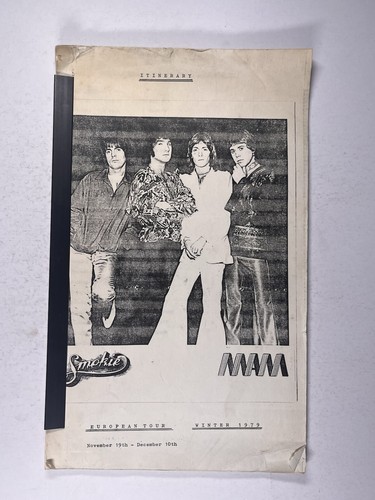 ITINERARY
Smokie
MAM
EUROPEAN TOUR WINTER 1979
November 19th - December 10th